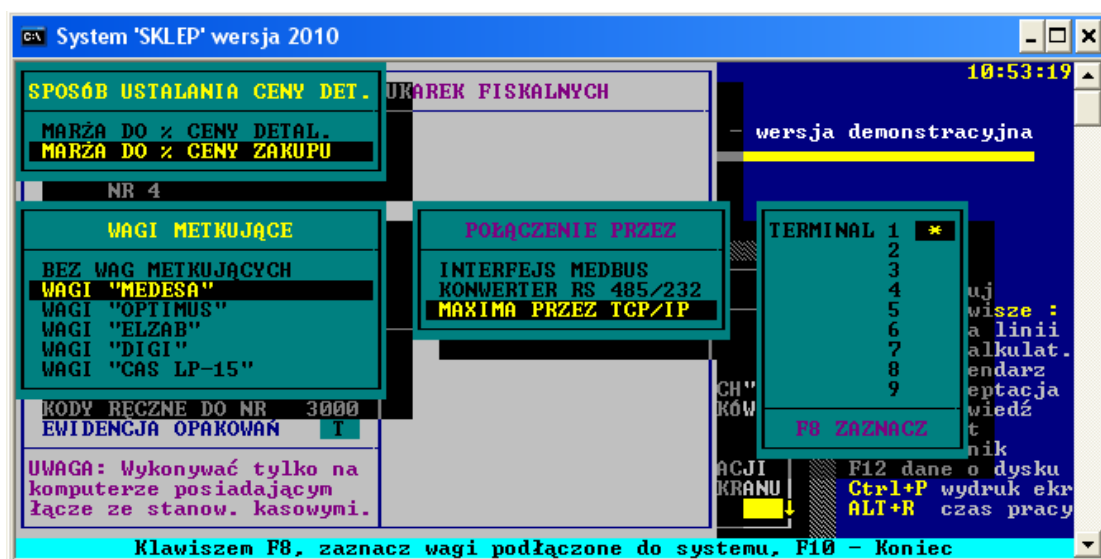 System 'SKLEP' wersja 2010
10:53:19
SPOSÓB USTALANIA CENY DET.
UKAREK FISKALNYCH
MARŻA DO % CENY DETAL.
MARŻA DO % CENY ZAKUPU
- wersja demonstracyjna
NR 4
WAGI METKUJĄCE
BEZ WAG METKUJĄCYCH
WAGI "MEDESA"
WAGI "OPTIMUS"
WAGI "ELZAB"
WAGI "DIGI"
WAGI "CAS LP-15"
POŁĄCZENIE PRZEZ
INTERFEJS MEDBUS
KONWERTER RS 485/232
MAXIMA PRZEZ TCP/IP
TERMINAL 1 *
2
3
4
5
6
7
8
9
F8 ZAZNACZ
uj
wisze :
a linii
alkulat.
endarz
eptacja
wiedź
t
nik
F12 dane o dysku
Ctrl+P wydruk ekr
ALT+R czas pracy
CH"
KÓW
ACJI
KRANU
KODY RĘCZNE DO NR 3000
EWIDENCJA OPAKOWAŃ T
UWAGA: Wykonywać tylko na
komputerze posiadającym
łącze ze stanow. kasowymi.
Klawiszem F8, zaznacz wagi podłączone do systemu, F10 - Koniec